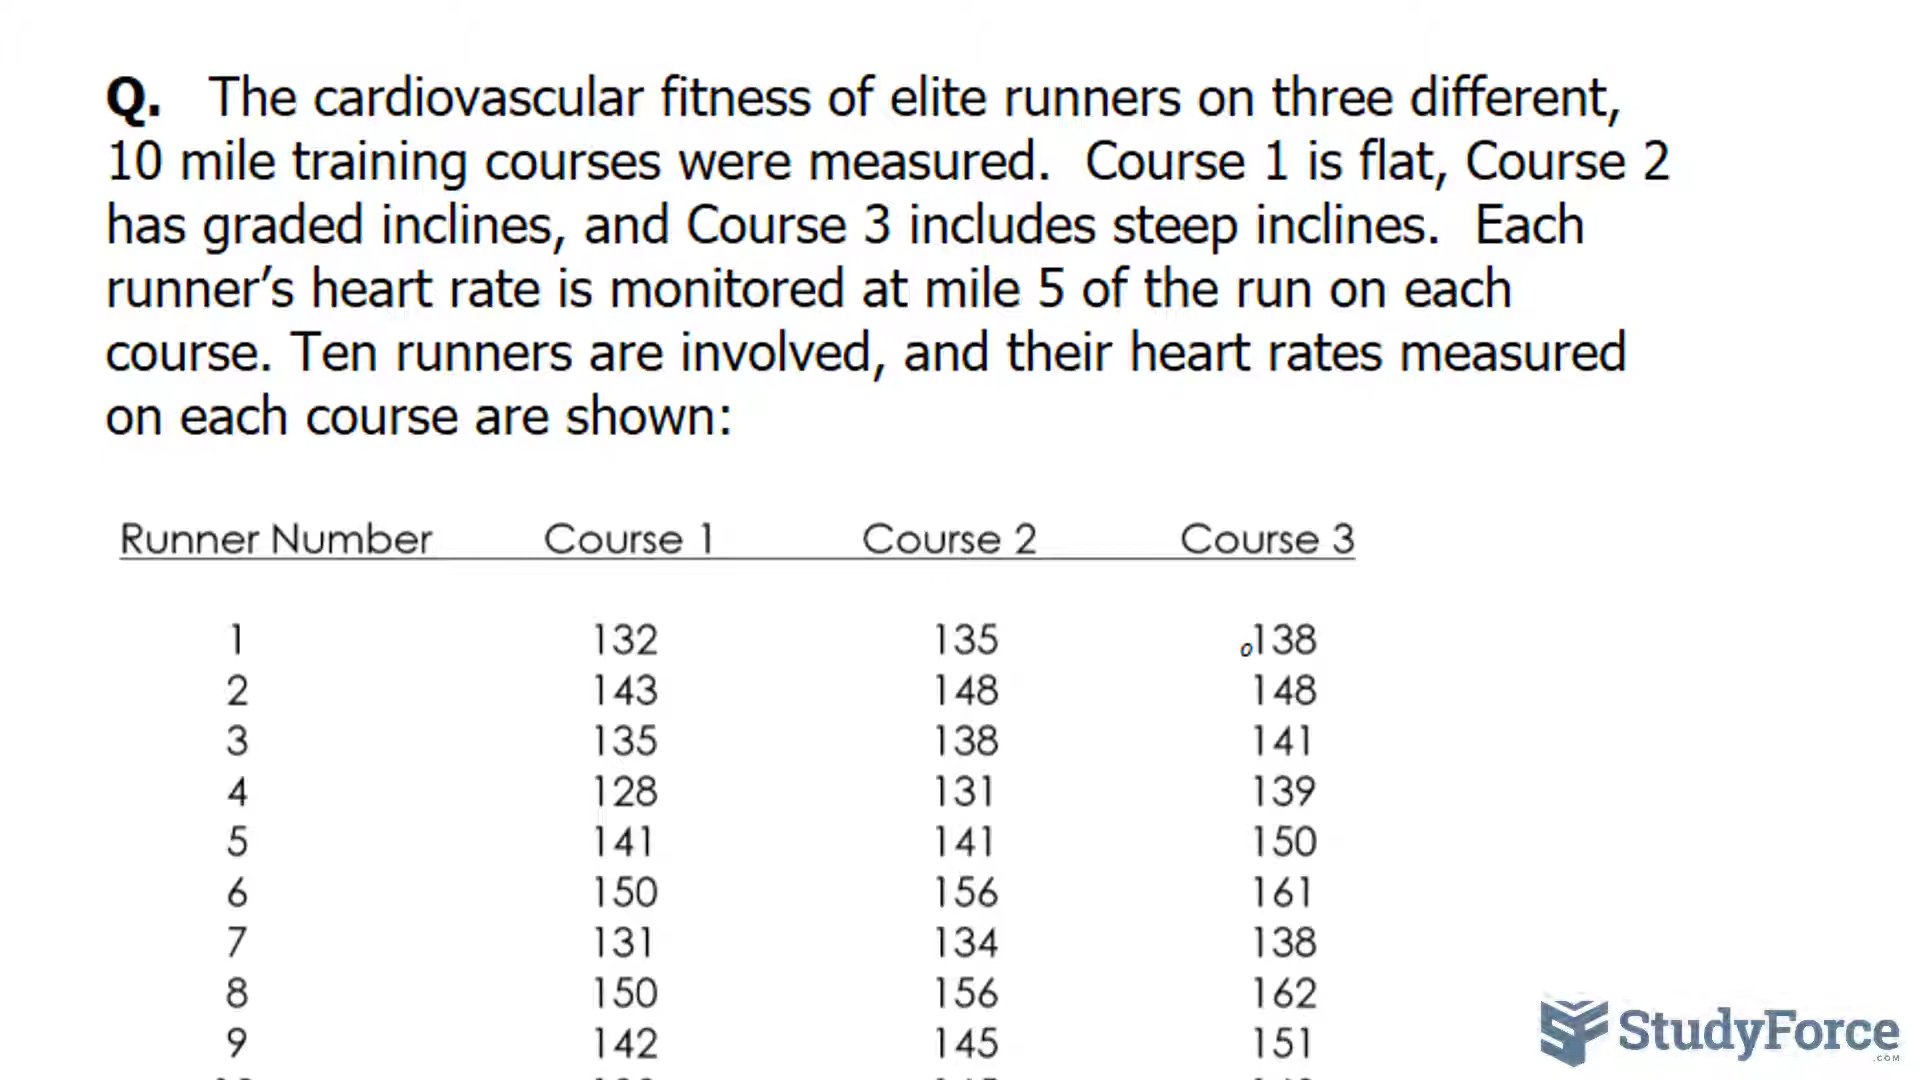 Q. The cardiovascular fitness of elite runners on three different,
10 mile training courses were measured. Course 1 is flat, Course 2
has graded inclines, and Course 3 includes steep inclines. Each
runner’s heart rate is monitored at mile 5 of the run on each
course. Ten runners are involved, and their heart rates measured
on each course are shown:
Runner Number Course 1 Course 2 Course 3
1 132 135 138
2 143 148 148
3 135 138 141
4 128 131 139
5 141 141 150
6 150 156 161
7 131 134 138
8 150 156 162
9 142 145 151
StudyForce
.COM